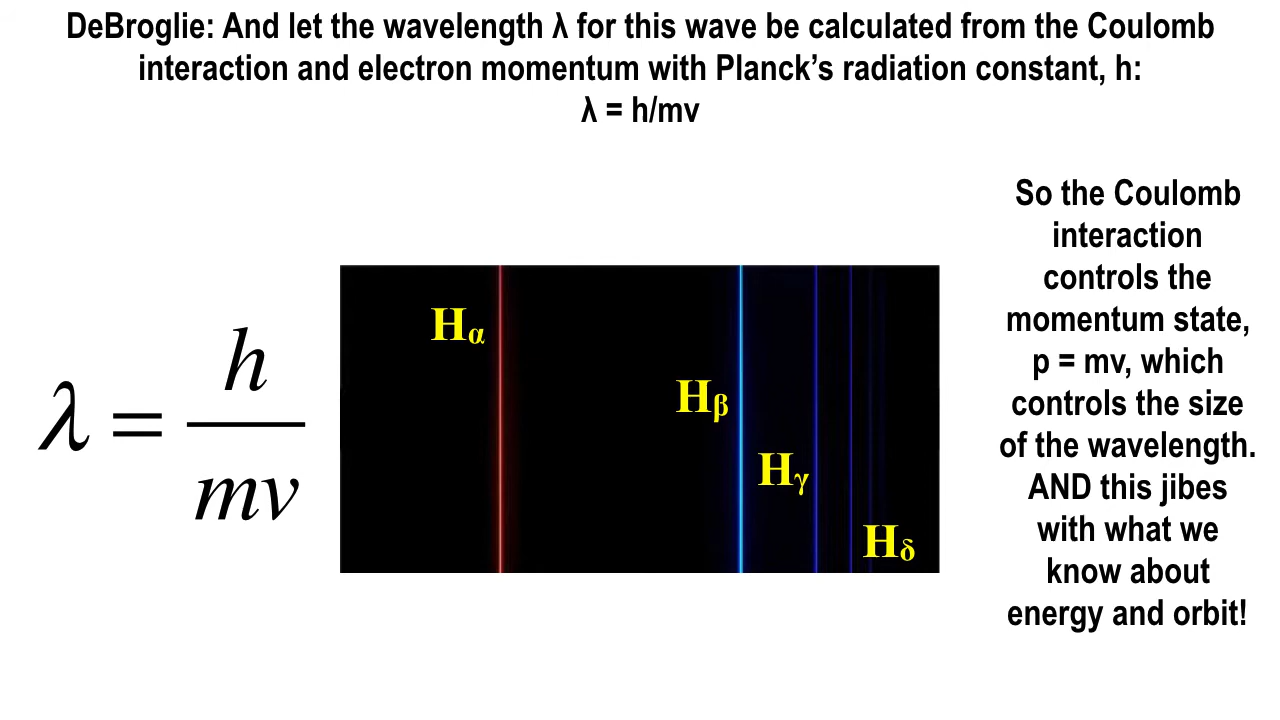 DeBroglie: And let the wavelength λ for this wave be calculated from the Coulomb
interaction and electron momentum with Planck’s radiation constant, h:
λ = h/mv
λ = h/mv
Hα
Hβ
Hγ
Hδ
So the Coulomb
interaction
controls the
momentum state,
p = mv, which
controls the size
of the wavelength.
AND this jibes
with what we
know about
energy and orbit!